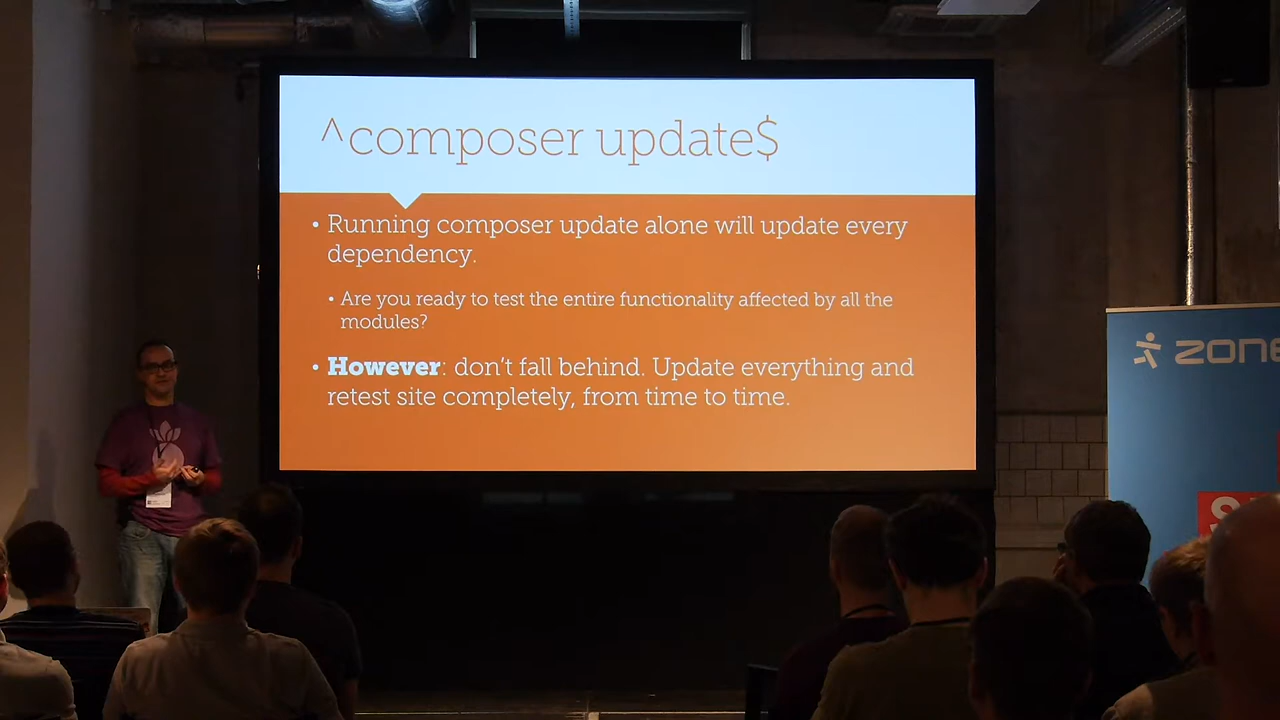 ^composer update$
• Running composer update alone will update every
dependency.
• Are you ready to test the entire functionality affected by all the
modules?
• However: don't fall behind. Update everything and
retest site completely, from time to time.
zone